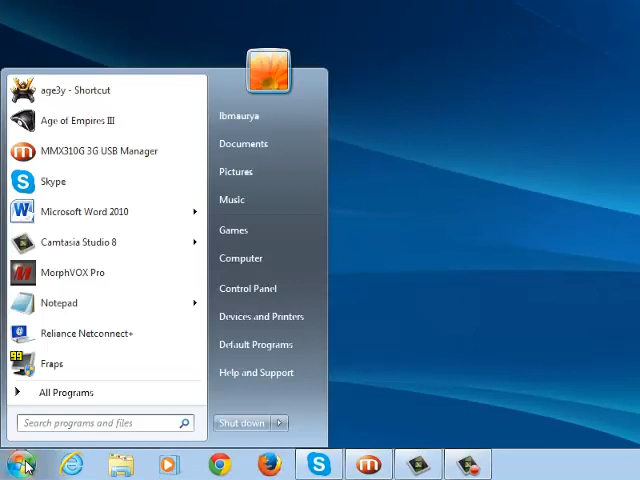 age3y - Shortcut
Age of Empires III
MMX310G 3G USB Manager
Skype
Microsoft Word 2010
Camtasia Studio 8
MorphVOX Pro
Notepad
Reliance Netconnect+
99
Fraps
All Programs
Search programs and files
Ibmaurya
Documents
Pictures
Music
Games
Computer
Control Panel
Devices and Printers
Default Programs
Help and Support
Shut down